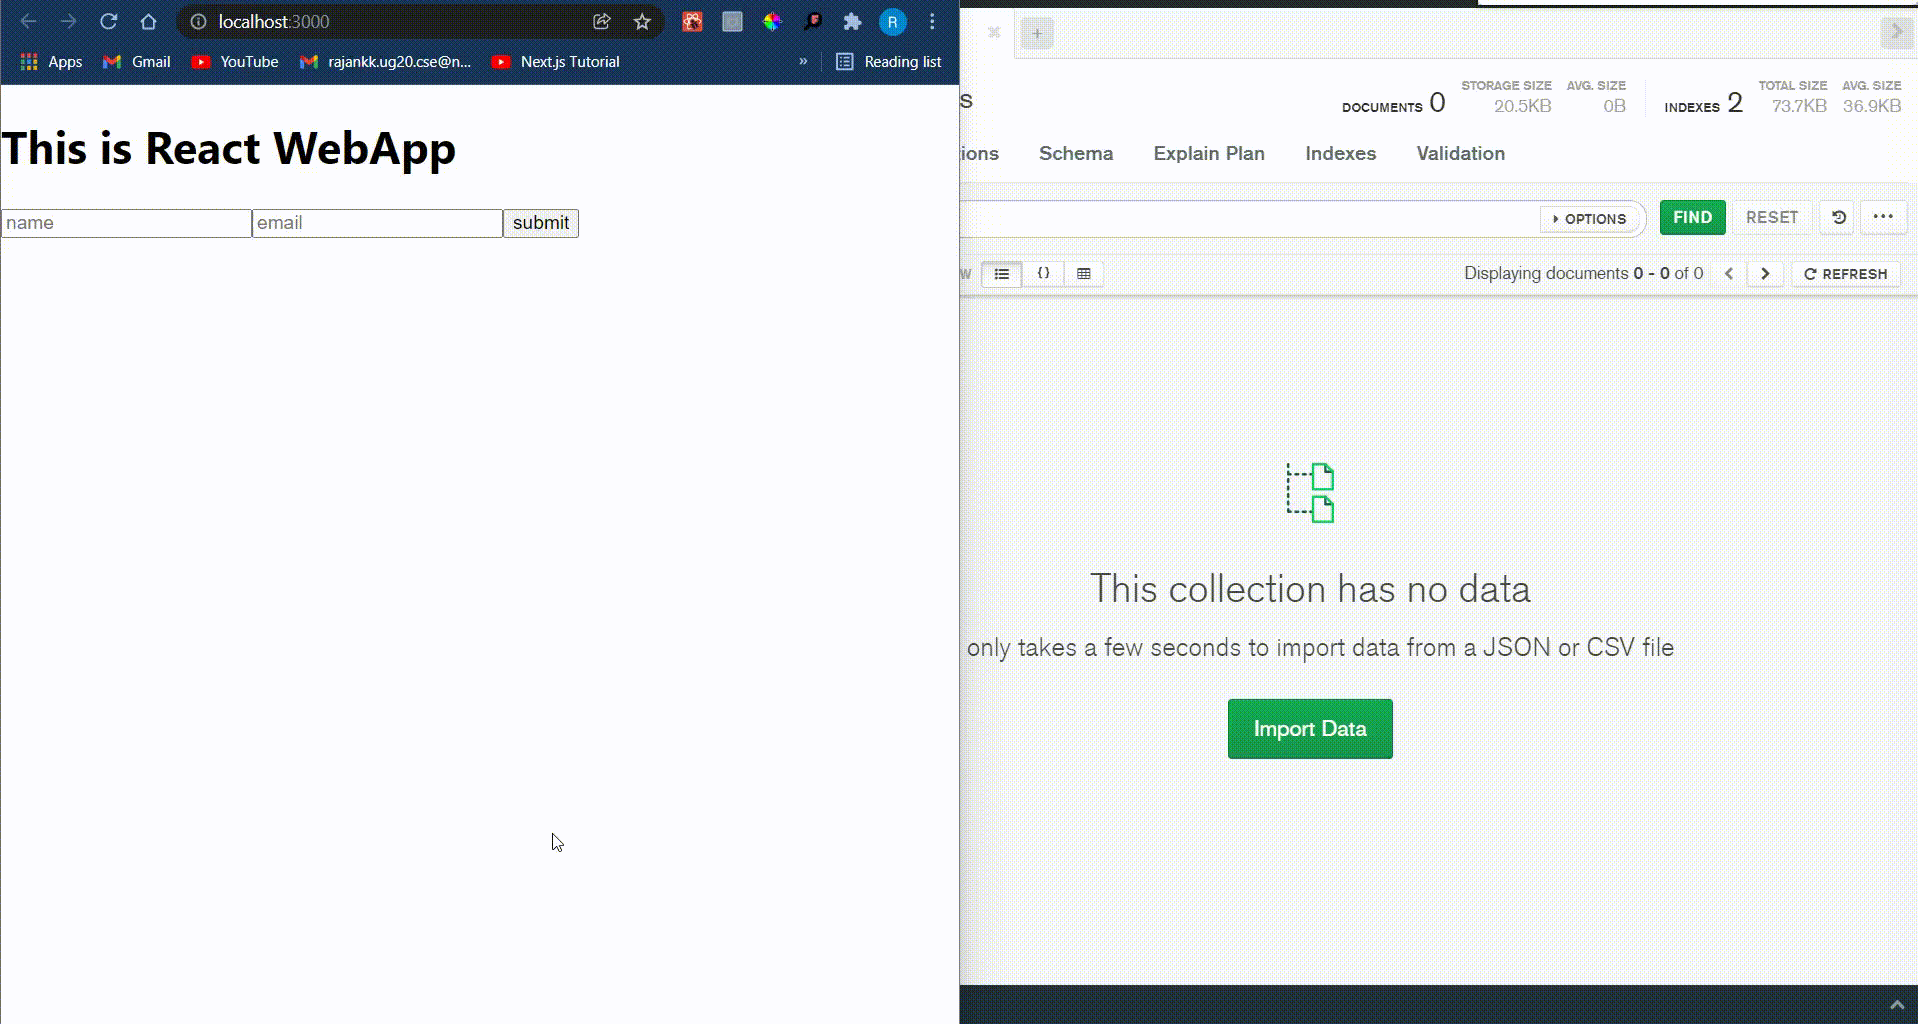 localhost:3000
R
Apps
Gmail
YouTube
rajankk.ug20.cse@n...
Next.js Tutorial
»
Reading list
This is React WebApp
name
email
submit
+
s
DOCUMENTS 0
STORAGE SIZE
20.5KB
AVG. SIZE
0B
INDEXES 2
TOTAL SIZE
73.7KB
AVG. SIZE
36.9KB
ions
Schema
Explain Plan
Indexes
Validation
OPTIONS
FIND
RESET
...
W
{}
Displaying documents 0 - 0 of 0
REFRESH
This collection has no data
only takes a few seconds to import data from a JSON or CSV file
Import Data